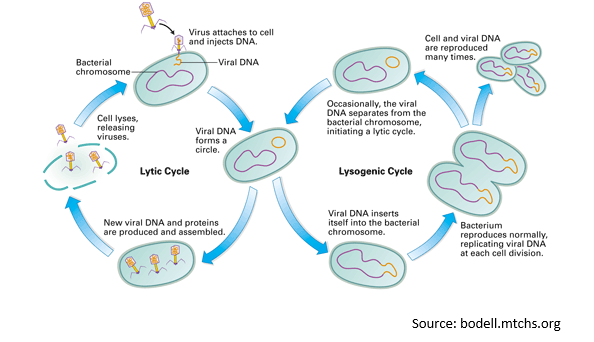 Virus attaches to cell
and injects DNA.
Bacterial
chromosome
Viral DNA
Cell lyses,
releasing
viruses.
Viral DNA
forms a
circle.
Lytic Cycle
New viral DNA and proteins
are produced and assembled.
Cell and viral DNA
are reproduced
many times.
Occasionally, the viral
DNA separates from the
bacterial chromosome,
initiating a lytic cycle.
Lysogenic Cycle
Viral DNA inserts
itself into the bacterial
chromosome.
Bacterium
reproduces normally,
replicating viral DNA
at each cell division.
Source: bodell.mtchs.org